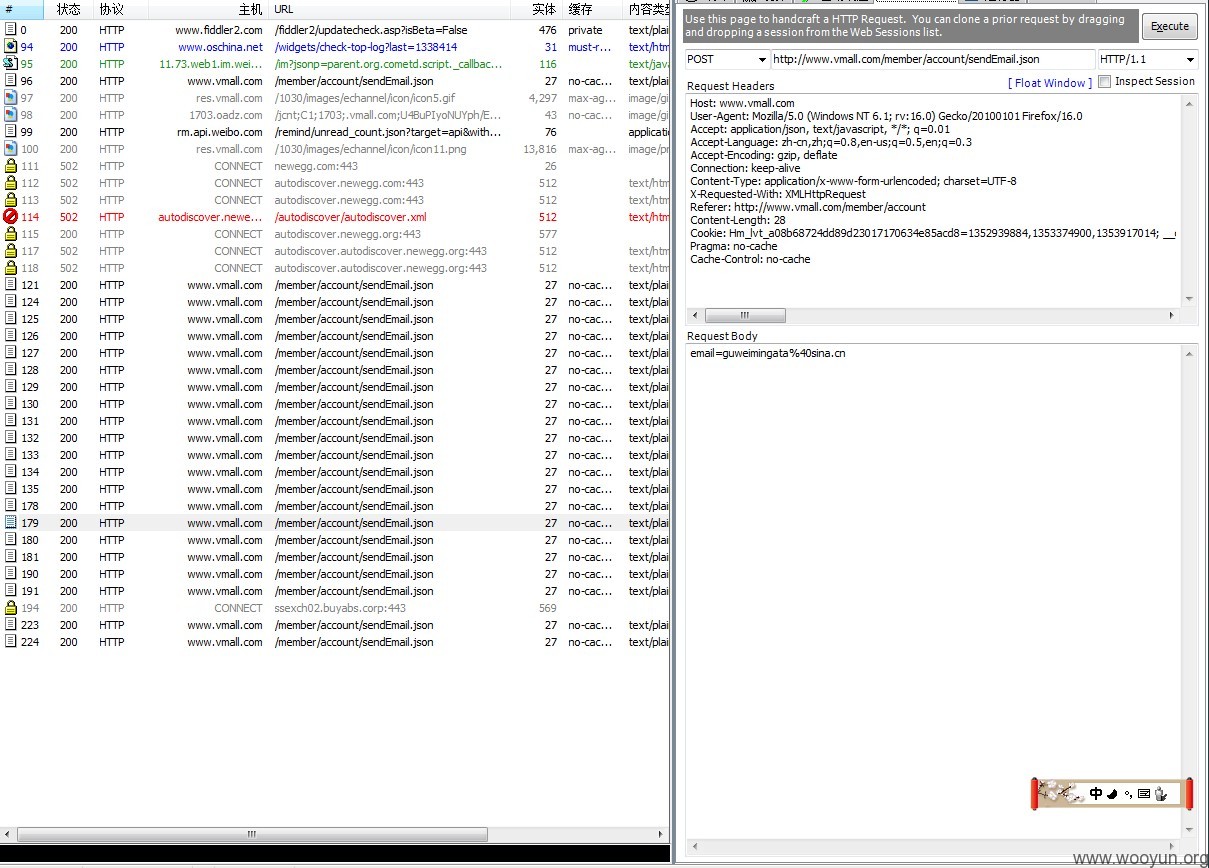 # 状态 协议 主机 URL 实体 缓存 内容类型
0 200 HTTP www.fiddler2.com /fiddler2/updatecheck.asp?isBeta=False 476 private text/plai
94 200 HTTP www.oschina.net /widgets/check-top-log?last=1338414 31 must-r... text/htm
95 200 HTTP 11.73.web1.im.wei... /im?jsonp=parent.org.cometd.script._callbac... 116 text/java
96 200 HTTP www.vmall.com /member/account/sendEmail.json 27 no-cac... text/plai
97 200 HTTP res.vmall.com /1030/images/echannel/icon/icon5.gif 4,297 max-ag... image/gi
98 200 HTTP 1703.oadz.com /jcnt;C1;1703;.vmall.com;U4BuPIyoNUYph/E... 43 no-cac... image/gi
99 200 HTTP rm.api.weibo.com /remind/unread_count.json?target=api&with... 76 applicatio
100 200 HTTP res.vmall.com /1030/images/echannel/icon/icon11.png 13,816 max-ag... image/pn
111 502 HTTP CONNECT newegg.com:443 26
112 502 HTTP CONNECT autodiscover.newegg.com:443 512 text/htm
113 502 HTTP CONNECT autodiscover.newegg.com:443 512 text/htm
114 502 HTTP autodiscover.newe... /autodiscover/autodiscover.xml 512 text/htm
115 502 HTTP CONNECT autodiscover.newegg.org:443 577
117 502 HTTP CONNECT autodiscover.autodiscover.newegg.org:443 512 text/htm
118 502 HTTP CONNECT autodiscover.autodiscover.newegg.org:443 512 text/htm
121 200 HTTP www.vmall.com /member/account/sendEmail.json 27 no-cac... text/plai
124 200 HTTP www.vmall.com /member/account/sendEmail.json 27 no-cac... text/plai
125 200 HTTP www.vmall.com /member/account/sendEmail.json 27 no-cac... text/plai
126 200 HTTP www.vmall.com /member/account/sendEmail.json 27 no-cac... text/plai
127 200 HTTP www.vmall.com /member/account/sendEmail.json 27 no-cac... text/plai
128 200 HTTP www.vmall.com /member/account/sendEmail.json 27 no-cac... text/plai
129 200 HTTP www.vmall.com /member/account/sendEmail.json 27 no-cac... text/plai
130 200 HTTP www.vmall.com /member/account/sendEmail.json 27 no-cac... text/plai
131 200 HTTP www.vmall.com /member/account/sendEmail.json 27 no-cac... text/plai
132 200 HTTP www.vmall.com /member/account/sendEmail.json 27 no-cac... text/plai
133 200 HTTP www.vmall.com /member/account/sendEmail.json 27 no-cac... text/plai
134 200 HTTP www.vmall.com /member/account/sendEmail.json 27 no-cac... text/plai
135 200 HTTP www.vmall.com /member/account/sendEmail.json 27 no-cac... text/plai
178 200 HTTP www.vmall.com /member/account/sendEmail.json 27 no-cac... text/plai
179 200 HTTP www.vmall.com /member/account/sendEmail.json 27 no-cac... text/plai
180 200 HTTP www.vmall.com /member/account/sendEmail.json 27 no-cac... text/plai
181 200 HTTP www.vmall.com /member/account/sendEmail.json 27 no-cac... text/plai
190 200 HTTP www.vmall.com /member/account/sendEmail.json 27 no-cac... text/plai
191 200 HTTP www.vmall.com /member/account/sendEmail.json 27 no-cac... text/plai
194 200 HTTP CONNECT ssexch02.buyabs.corp:443 569
223 200 HTTP www.vmall.com /member/account/sendEmail.json 27 no-cac... text/plai
224 200 HTTP www.vmall.com /member/account/sendEmail.json 27 no-cac... text/plai
Use this page to handcraft a HTTP Request. You can clone a prior request by dragging
and dropping a session from the Web Sessions list.
Execute
POST http://www.vmall.com/member/account/sendEmail.json HTTP/1.1
Request Headers [ Float Window ] Inspect Session
Host: www.vmall.com
User-Agent: Mozilla/5.0 (Windows NT 6.1; rv:16.0) Gecko/20100101 Firefox/16.0
Accept: application/json, text/javascript, */*; q=0.01
Accept-Language: zh-cn,zh;q=0.8,en-us;q=0.5,en;q=0.3
Accept-Encoding: gzip, deflate
Connection: keep-alive
Content-Type: application/x-www-form-urlencoded; charset=UTF-8
X-Requested-With: XMLHttpRequest
Referer: http://www.vmall.com/member/account
Content-Length: 28
Cookie: Hm_lvt_a08b68724dd89d23017170634e85acd8=1352939884,1353374900,1353917014; __
Pragma: no-cache
Cache-Control: no-cache
Request Body
email=guweimingata%40sina.cn
中
www.wooyun.org